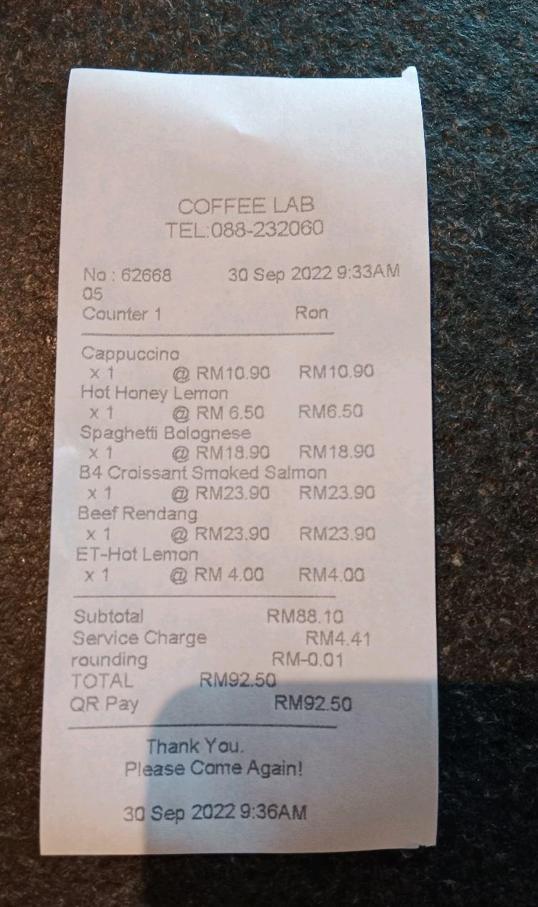 COFFEE LAB
TEL:088-232060
No : 62668 30 Sep 2022 9:33AM
05
Counter 1 Ron
Cappuccino
x 1 @ RM10.90 RM10.90
Hot Honey Lemon
x 1 @ RM 6.50 RM6.50
Spaghetti Bolognese
x 1 @ RM18.90 RM18.90
B4 Croissant Smoked Salmon
x 1 @ RM23.90 RM23.90
Beef Rendang
x 1 @ RM23.90 RM23.90
ET-Hot Lemon
x 1 @ RM 4.00 RM4.00
Subtotal RM88.10
Service Charge RM4.41
rounding RM-0.01
TOTAL RM92.50
QR Pay RM92.50
Thank You.
Please Come Again!
30 Sep 2022 9:36AM